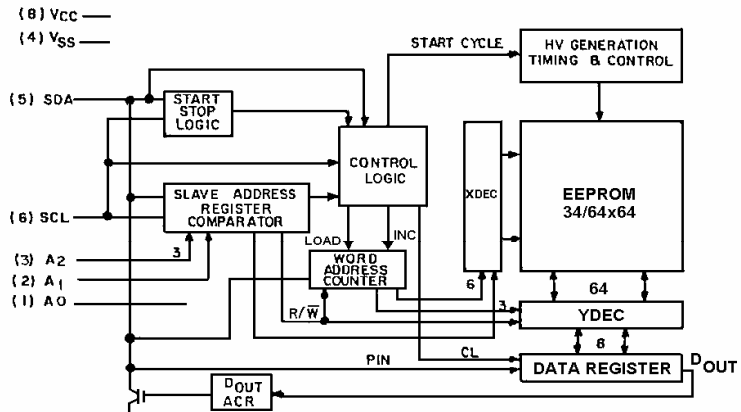 (8) VCC
(4) VSS
START CYCLE
HV GENERATION
TIMING & CONTROL
(5) SDA
START
STOP
LOGIC
CONTROL
LOGIC
XDEC
EEPROM
34/64x64
SLAVE ADDRESS
REGISTER
COMPARATOR
(6) SCL
LOAD
INC
(3) A2
3
WORD
ADDRESS
COUNTER
(2) A1
6
64
(1) A0
R/W̅
3
YDEC
8
PIN
CL
DATA REGISTER
DOUT
DOUT
ACR